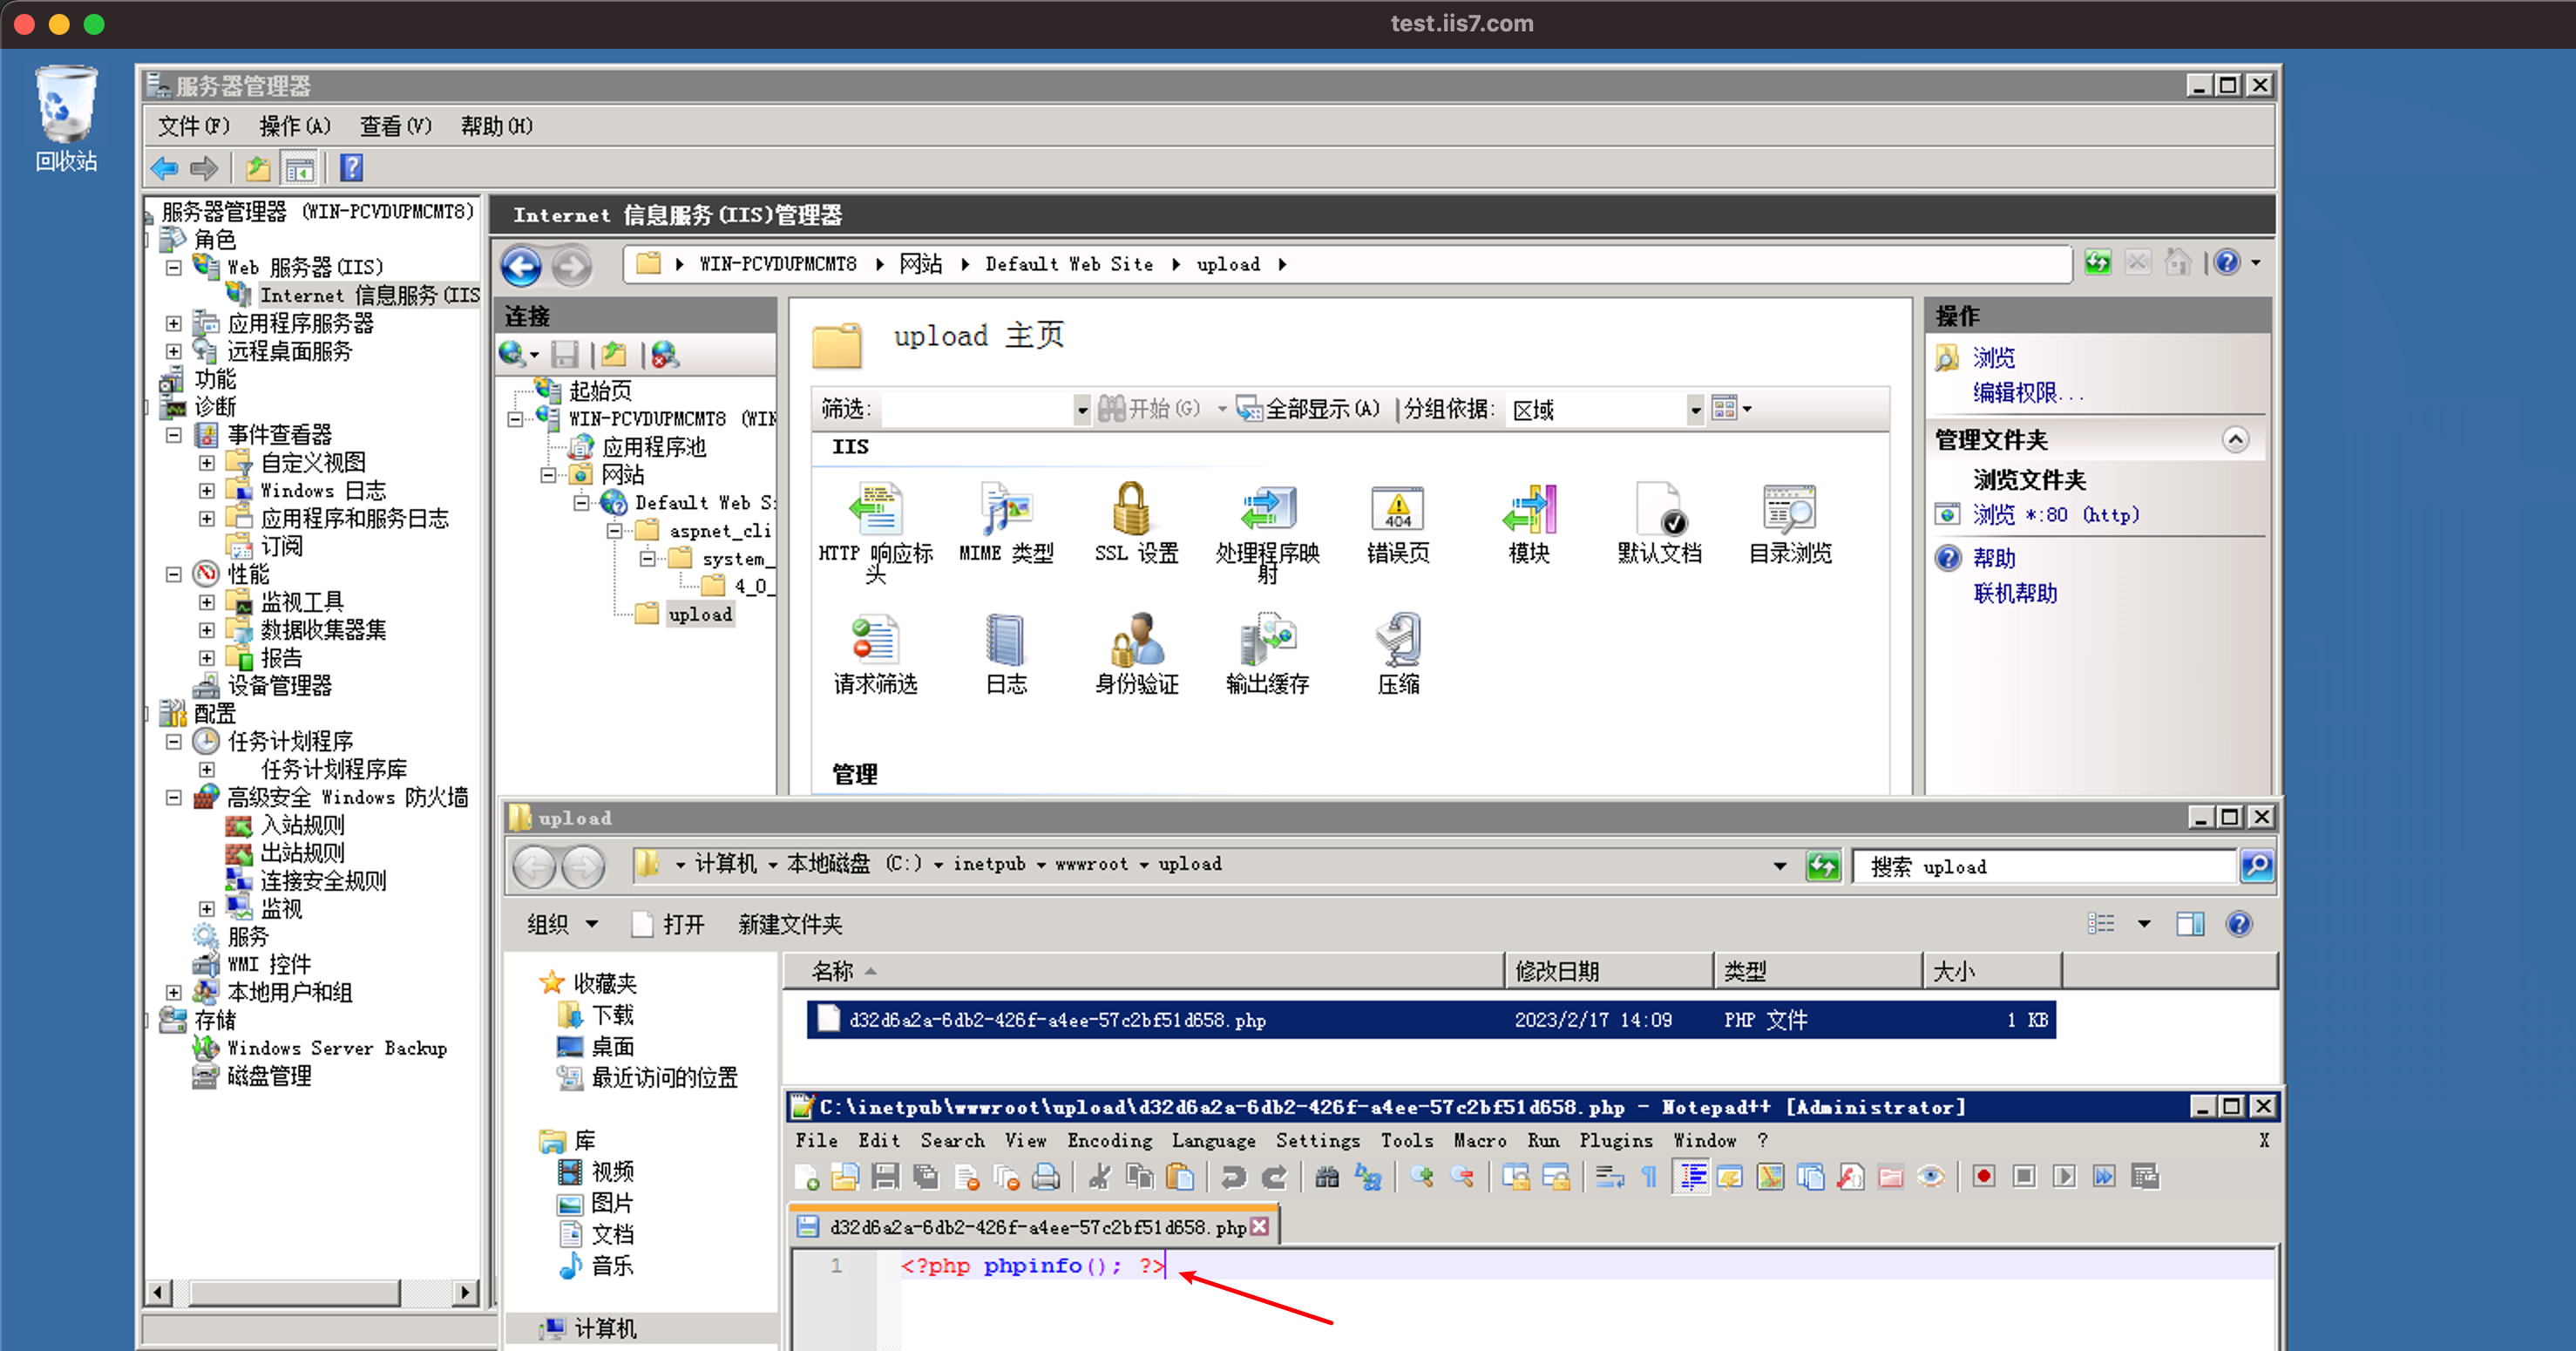 test.iis7.com
回收站
服务器管理器
文件(F) 操作(A) 查看(V) 帮助(H)
服务器管理器 (WIN-PCVDUPMCMT8)
角色
Web 服务器(IIS)
Internet 信息服务(IIS
应用程序服务器
远程桌面服务
功能
诊断
事件查看器
自定义视图
Windows 日志
应用程序和服务日志
订阅
性能
监视工具
数据收集器集
报告
设备管理器
配置
任务计划程序
任务计划程序库
高级安全 Windows 防火墙
入站规则
出站规则
连接安全规则
监视
服务
WMI 控件
本地用户和组
存储
Windows Server Backup
磁盘管理
Internet 信息服务(IIS)管理器
WIN-PCVDUPMCMT8 网站 Default Web Site upload
连接
起始页
WIN-PCVDUPMCMT8 (WIN
应用程序池
网站
Default Web Si
aspnet_cli
system_
4_0_
upload
upload 主页
筛选: 开始(G) 全部显示(A) 分组依据: 区域
IIS
HTTP 响应标头 MIME 类型 SSL 设置 处理程序映射 错误页 模块 默认文档 目录浏览
404
请求筛选 日志 身份验证 输出缓存 压缩
管理
操作
浏览
编辑权限...
管理文件夹
浏览文件夹
浏览 *:80 (http)
帮助
联机帮助
upload
计算机 本地磁盘 (C:) inetpub wwwroot upload
搜索 upload
组织 打开 新建文件夹
收藏夹
下载
桌面
最近访问的位置
库
视频
图片
文档
音乐
计算机
名称 修改日期 类型 大小
d32d6a2a-6db2-426f-a4ee-57c2bf51d658.php 2023/2/17 14:09 PHP 文件 1 KB
C:\inetpub\wwwroot\upload\d32d6a2a-6db2-426f-a4ee-57c2bf51d658.php - Notepad++ [Administrator]
File Edit Search View Encoding Language Settings Tools Macro Run Plugins Window ? X
d32d6a2a-6db2-426f-a4ee-57c2bf51d658.php
1 <?php phpinfo(); ?>